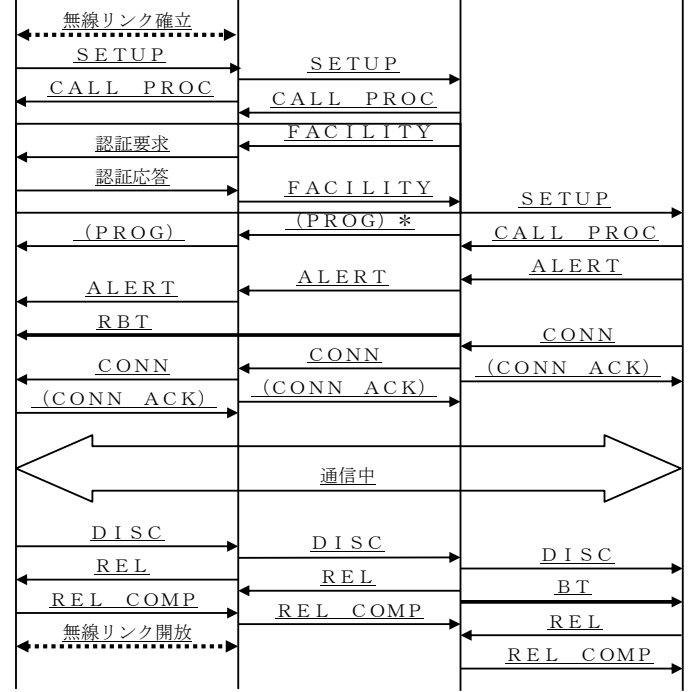 無線リンク確立
ＳＥＴＵＰ
ＳＥＴＵＰ
ＣＡＬＬ　ＰＲＯＣ
ＣＡＬＬ　ＰＲＯＣ
ＦＡＣＩＬＩＴＹ
認証要求
認証応答
ＦＡＣＩＬＩＴＹ
ＳＥＴＵＰ
（ＰＲＯＧ）＊
（ＰＲＯＧ）
ＣＡＬＬ　ＰＲＯＣ
ＡＬＥＲＴ
ＡＬＥＲＴ
ＡＬＥＲＴ
ＲＢＴ
ＣＯＮＮ
ＣＯＮＮ
ＣＯＮＮ
（ＣＯＮＮ　ＡＣＫ）
（ＣＯＮＮ　ＡＣＫ）
（ＣＯＮＮ　ＡＣＫ）
通信中
ＤＩＳＣ
ＤＩＳＣ
ＤＩＳＣ
ＲＥＬ
ＲＥＬ
ＢＴ
ＲＥＬ COMP
ＲＥＬ　ＣＯＭＰ
ＲＥＬ
無線リンク開放
ＲＥＬ　ＣＯＭＰ